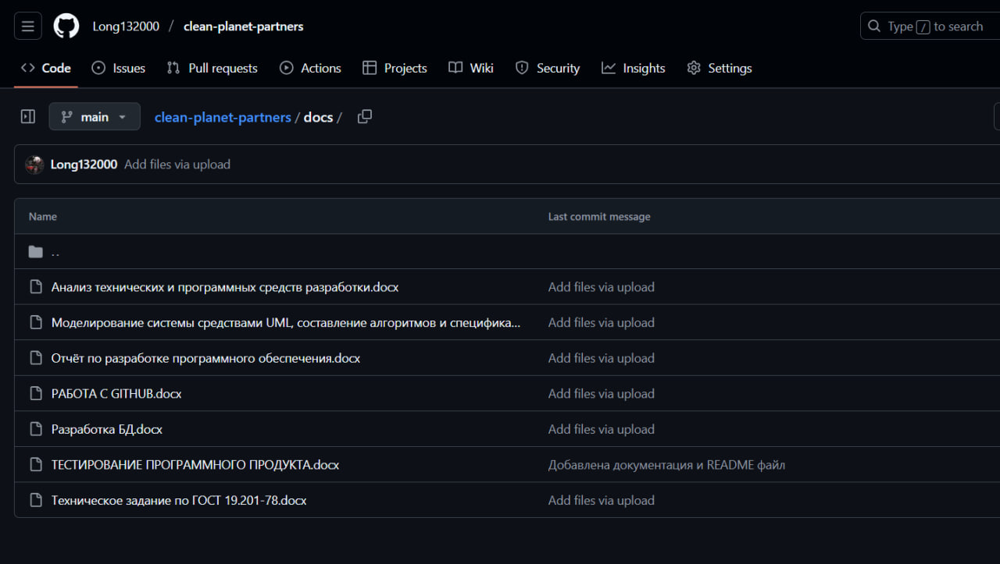 Long132000 / clean-planet-partners
Type / to search
Code Issues Pull requests Actions Projects Wiki Security Insights Settings
main clean-planet-partners / docs /
Long132000 Add files via upload
Name Last commit message
..
Анализ технических и программных средств разработки.docx Add files via upload
Моделирование системы средствами UML, составление алгоритмов и специфика... Add files via upload
Отчёт по разработке программного обеспечения.docx Add files via upload
РАБОТА С GITHUB.docx Add files via upload
Разработка БД.docx Add files via upload
ТЕСТИРОВАНИЕ ПРОГРАММНОГО ПРОДУКТА.docx Добавлена документация и README файл
Техническое задание по ГОСТ 19.201-78.docx Add files via upload